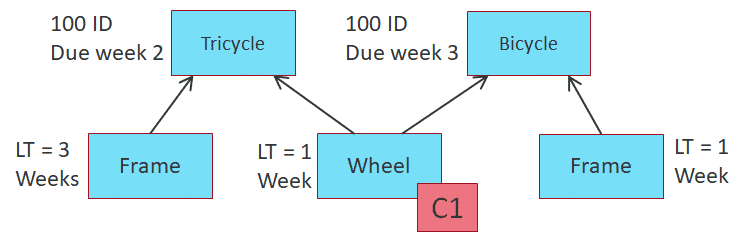 100 ID
Due week 2
Tricycle
100 ID
Due week 3
Bicycle
LT = 3
Weeks
Frame
LT = 1
Week
Wheel
C1
Frame
LT = 1
Week